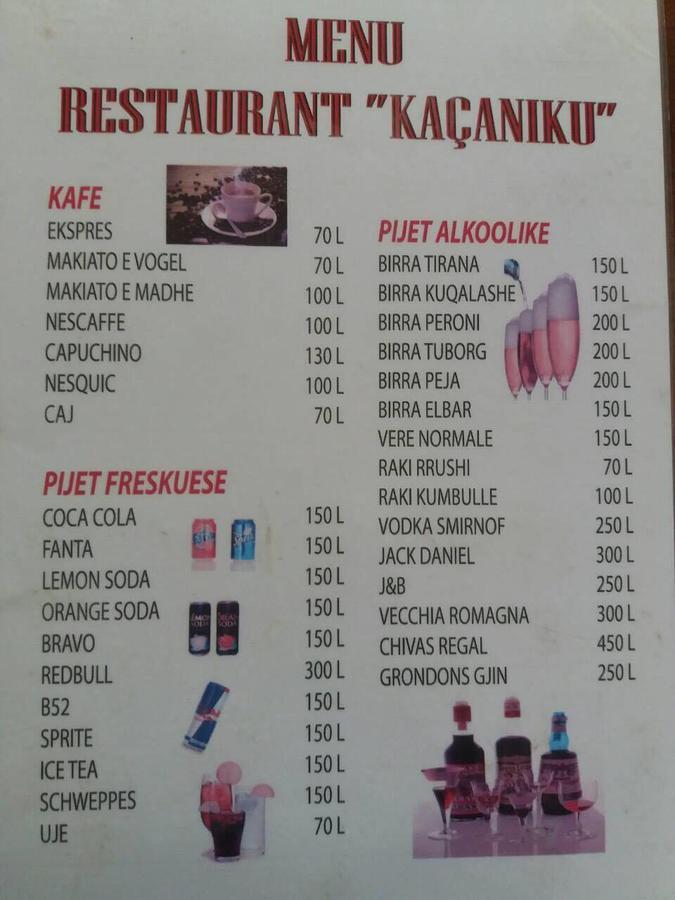 MENU
RESTAURANT "KAÇANIKU"
KAFE
EKSPRES 70 L
MAKIATO E VOGEL 70 L
MAKIATO E MADHE 100 L
NESCAFFE 100 L
CAPUCHINO 130 L
NESQUIC 100 L
CAJ 70 L
PIJET FRESKUESE
COCA COLA 150 L
FANTA 150 L
LEMON SODA 150 L
ORANGE SODA 150 L
BRAVO 150 L
REDBULL 300 L
B52 150 L
SPRITE 150 L
ICE TEA 150 L
SCHWEPPES 150 L
UJE 70 L
PIJET ALKOOLIKE
BIRRA TIRANA 150 L
BIRRA KUQALASHE 150 L
BIRRA PERONI 200 L
BIRRA TUBORG 200 L
BIRRA PEJA 200 L
BIRRA ELBAR 150 L
VERE NORMALE 150 L
RAKI RRUSHI 70 L
RAKI KUMBULLE 100 L
VODKA SMIRNOF 250 L
JACK DANIEL 300 L
J&B 250 L
VECCHIA ROMAGNA 300 L
CHIVAS REGAL 450 L
GRONDONS GJIN 250 L